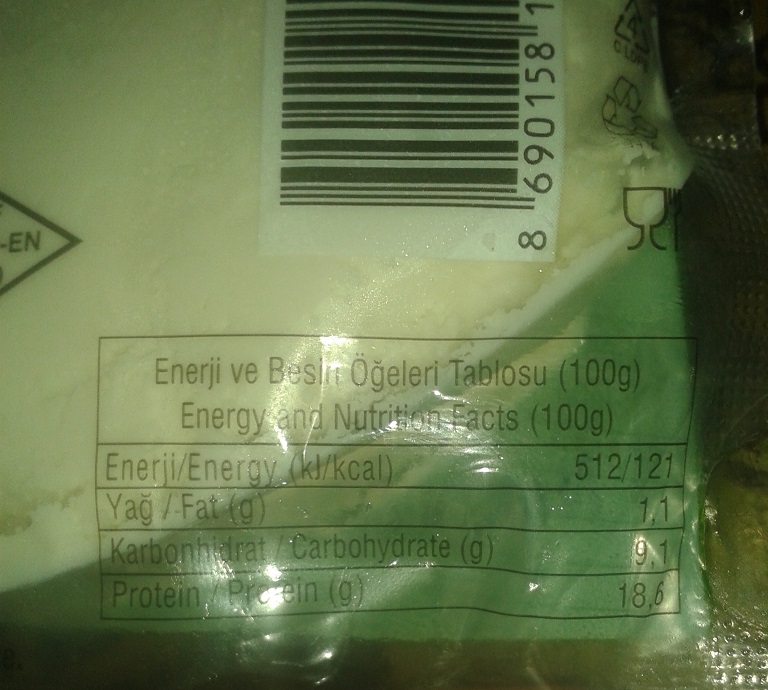 8 690158 1
-EN
Enerji ve Besin Öğeleri Tablosu (100g)
Energy and Nutrition Facts (100g)
Enerji/Energy (kJ/kcal) 512/121
Yağ / Fat (g) 1,1
Karbonhidrat / Carbohydrate (g) 9,1
Protein / Protein (g) 18,6